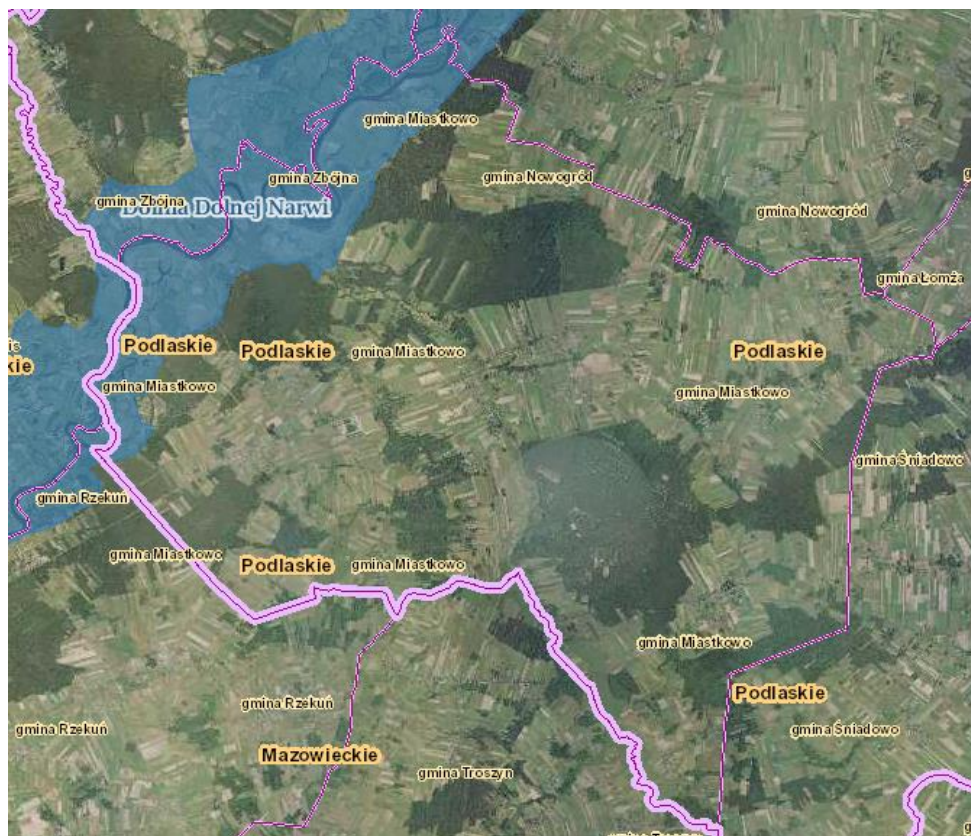 gmina Miastkowo
gmina Zbójna
gmina Nowogród
gmina Zbójna
Dolina Dolnej Narwi
gmina Nowogród
gmina Łomża
Podlaskie
Podlaskie
gmina Miastkowo
Podlaskie
is
kie
gmina Miastkowo
gmina Miastkowo
gmina Śniadowo
gmina Rzekuń
gmina Miastkowo
Podlaskie
gmina Miastkowo
gmina Miastkowo
Podlaskie
gmina Rzekuń
gmina Rzekuń
gmina Śniadowo
Mazowieckie
gmina Troszyn